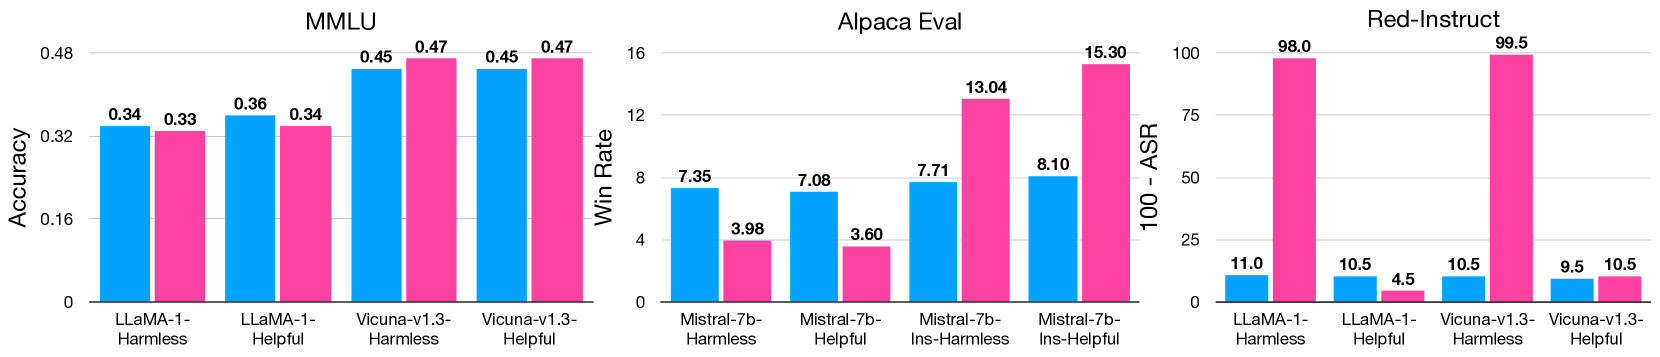 MMLU
Accuracy
0.48
0.32
0.16
0
0.34
0.33
0.36
0.34
0.45
0.47
0.45
0.47
LLaMA-1-
Harmless
LLaMA-1-
Helpful
Vicuna-v1.3-
Harmless
Vicuna-v1.3-
Helpful
Alpaca Eval
Win Rate
16
12
8
4
0
7.35
3.98
7.08
3.60
7.71
13.04
8.10
15.30
Mistral-7b-
Harmless
Mistral-7b-
Helpful
Mistral-7b-
Ins-Harmless
Mistral-7b-
Ins-Helpful
Red-Instruct
100 - ASR
100
75
50
25
0
11.0
98.0
10.5
4.5
10.5
99.5
9.5
10.5
LLaMA-1-
Harmless
LLaMA-1-
Helpful
Vicuna-v1.3-
Harmless
Vicuna-v1.3-
Helpful